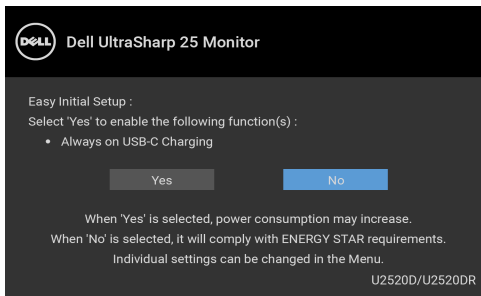 DELL Dell UltraSharp 25 Monitor
Easy Initial Setup :
Select 'Yes' to enable the following function(s) :
• Always on USB-C Charging
Yes No
When 'Yes' is selected, power consumption may increase.
When 'No' is selected, it will comply with ENERGY STAR requirements.
Individual settings can be changed in the Menu.
U2520D/U2520DR